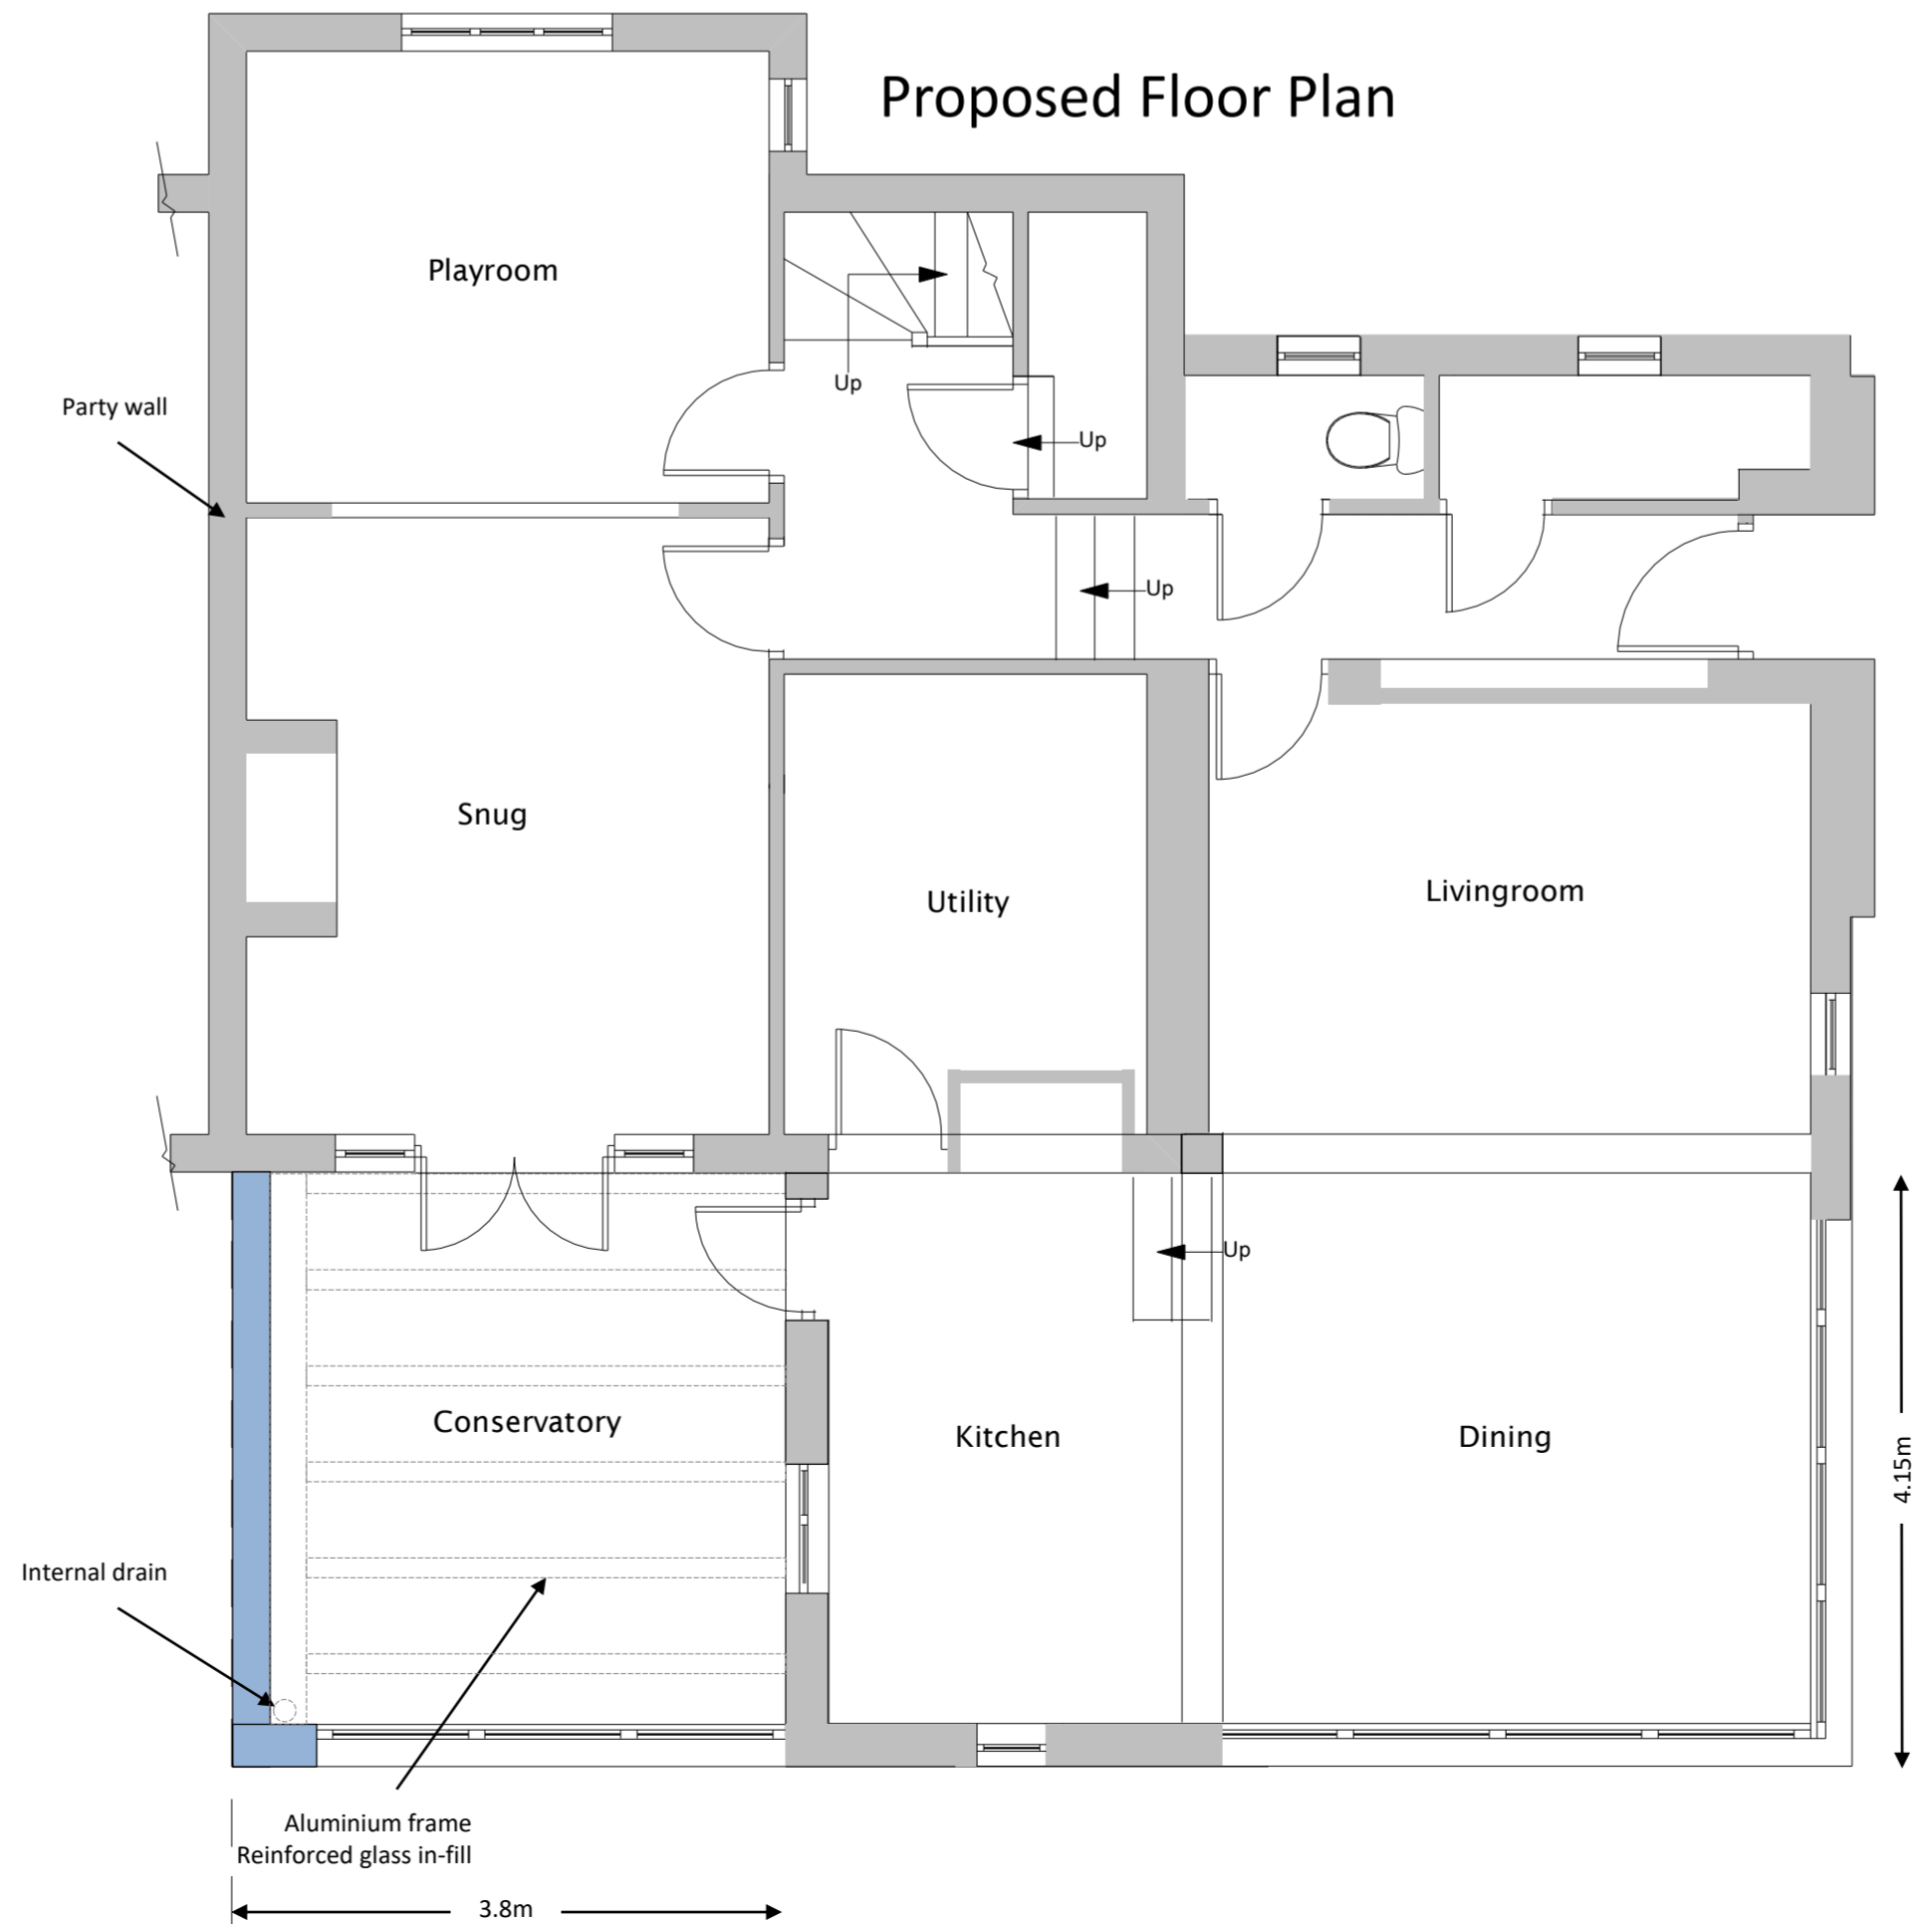 Proposed Floor Plan
Playroom
Up
Party wall
Up
Up
Snug
Utility
Livingroom
Up
Conservatory
Kitchen
Dining
4.15m
Internal drain
Aluminium frame
Reinforced glass in-fill
3.8m